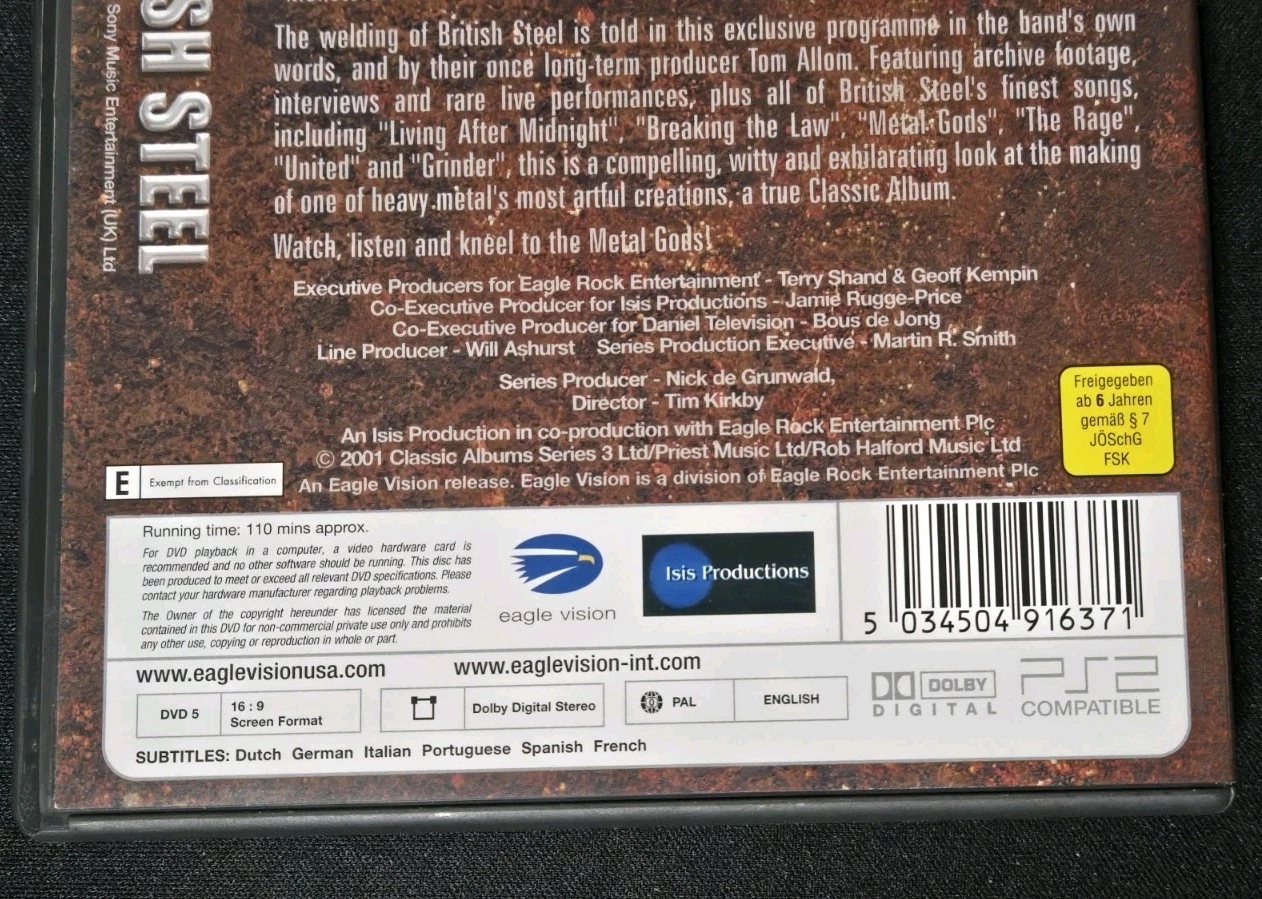 SH STEEL
Sony Music Entertainment (UK) Ltd
The welding of British Steel is told in this exclusive programme in the band's own
words, and by their once long-term producer Tom Allom. Featuring archive footage,
interviews and rare live performances, plus all of British Steel's finest songs,
including "Living After Midnight", "Breaking the Law", "Metal Gods", "The Rage",
"United" and "Grinder", this is a compelling, witty and exhilarating look at the making
of one of heavy metal's most artful creations, a true Classic Album.
Watch, listen and kneel to the Metal Gods!
Executive Producers for Eagle Rock Entertainment - Terry Shand & Geoff Kempin
Co-Executive Producer for Isis Productions - Jamie Rugge-Price
Co-Executive Producer for Daniel Television - Bous de Jong
Line Producer - Will Ashurst Series Production Executive - Martin R. Smith
Series Producer - Nick de Grunwald,
Director - Tim Kirkby
An Isis Production in co-production with Eagle Rock Entertainment Plc
© 2001 Classic Albums Series 3 Ltd/Priest Music Ltd/Rob Halford Music Ltd
An Eagle Vision release. Eagle Vision is a division of Eagle Rock Entertainment Plc
Freigegeben
ab 6 Jahren
gemäß § 7
JÖSchG
FSK
E Exempt from Classification
Running time: 110 mins approx.
For DVD playback in a computer, a video hardware card is
recommended and no other software should be running. This disc has
been produced to meet or exceed all relevant DVD specifications. Please
contact your hardware manufacturer regarding playback problems.
The Owner of the copyright hereunder has licensed the material
contained in this DVD for non-commercial private use only and prohibits
any other use, copying or reproduction in whole or part.
eagle vision
Isis Productions
5 034504 916371
www.eaglevisionusa.com www.eaglevision-int.com
DVD 5
16 : 9
Screen Format
Dolby Digital Stereo
PAL
ENGLISH
DOLBY
DIGITAL
PS2
COMPATIBLE
SUBTITLES: Dutch German Italian Portuguese Spanish French